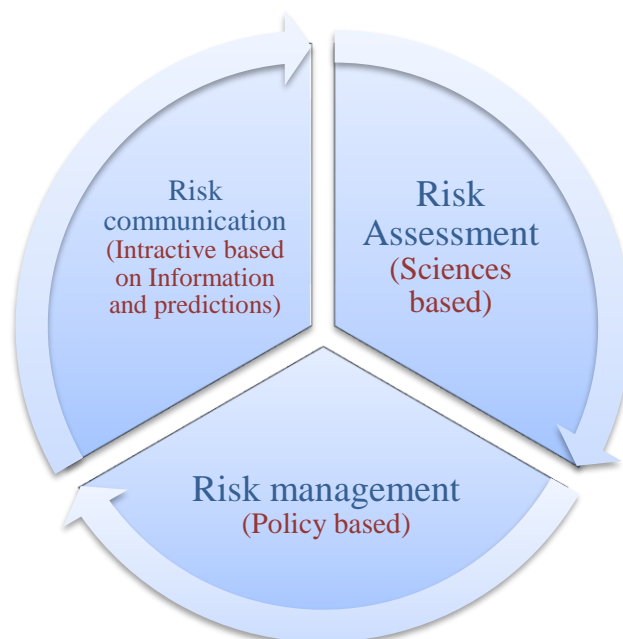 Risk
communication
(Intractive based
on Information
and predictions)
Risk
Assessment
(Sciences
based)
Risk management
(Policy based)